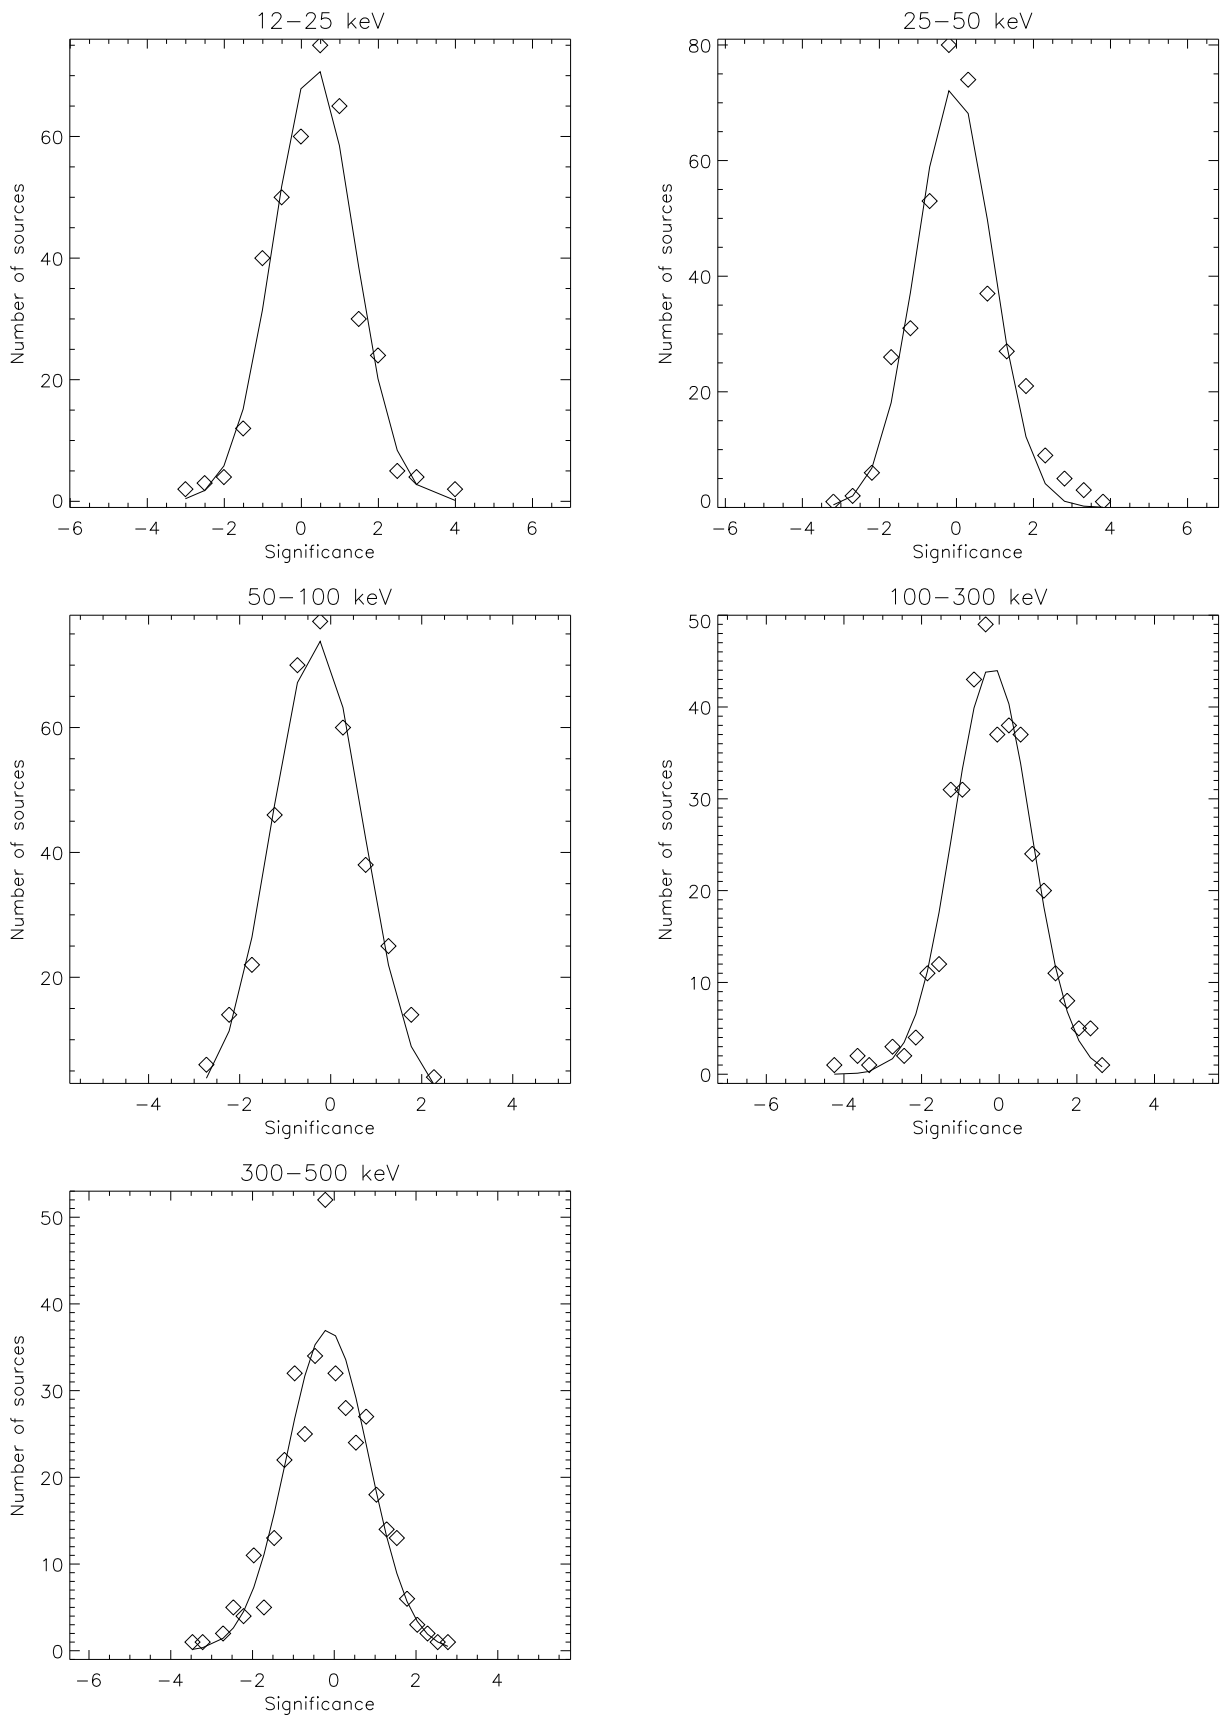 12−25 keV
Number of sources
60
40
20
0
−6 −4 −2 0 2 4 6
Significance
25−50 keV
Number of sources
80
60
40
20
0
−6 −4 −2 0 2 4 6
Significance
50−100 keV
Number of sources
60
40
20
−4 −2 0 2 4
Significance
100−300 keV
Number of sources
50
40
30
20
10
0
−6 −4 −2 0 2 4
Significance
300−500 keV
Number of sources
50
40
30
20
10
0
−6 −4 −2 0 2 4
Significance